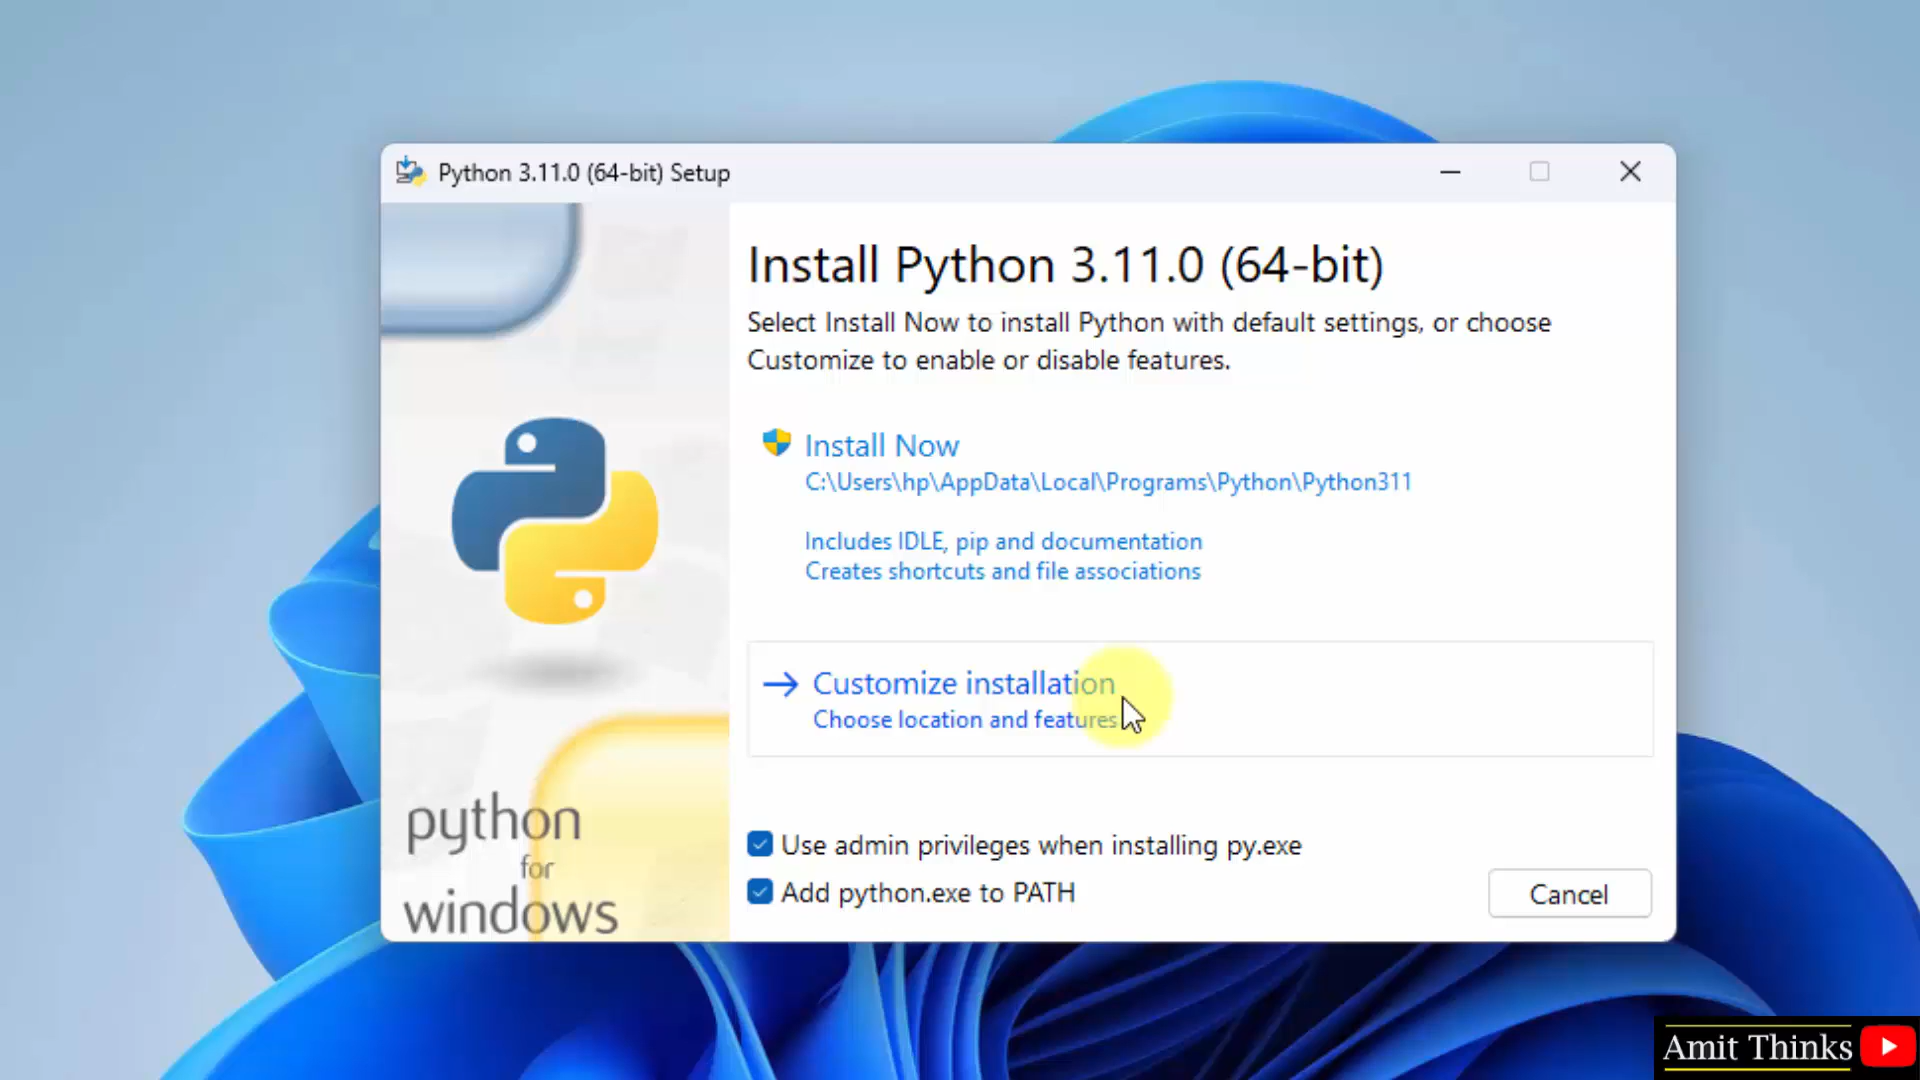 Python 3.11.0 (64-bit) Setup
Install Python 3.11.0 (64-bit)
Select Install Now to install Python with default settings, or choose
Customize to enable or disable features.
Install Now
C:\Users\hp\AppData\Local\Programs\Python\Python311
Includes IDLE, pip and documentation
Creates shortcuts and file associations
Customize installation
Choose location and features
Use admin privileges when installing py.exe
Add python.exe to PATH
Cancel
python
for
windows
Amit Thinks